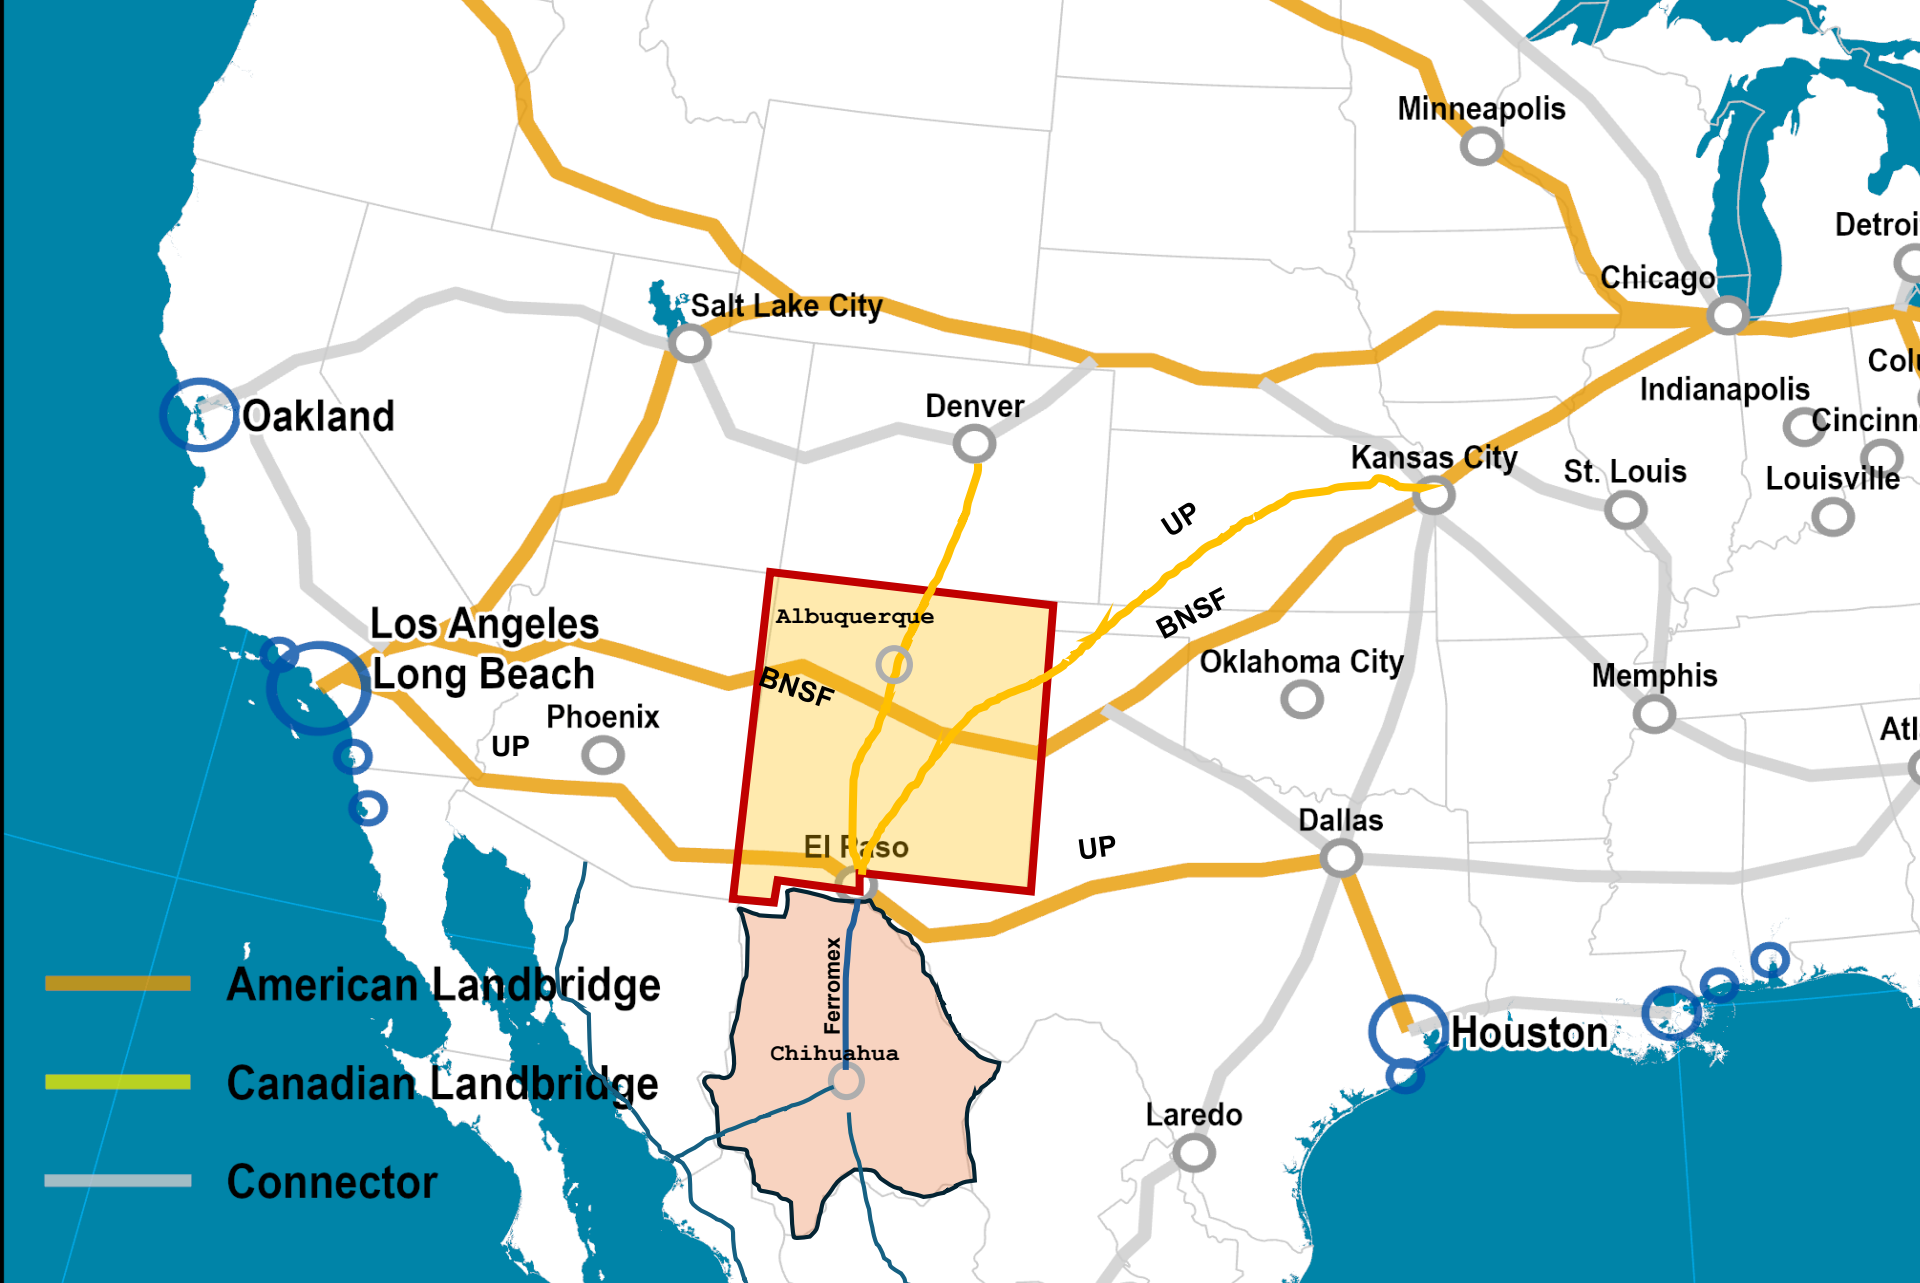 Minneapolis
Detroi
Chicago
Salt Lake City
Colu
Indianapolis
Denver
Oakland
Cincinn
Kansas City
St. Louis
Louisville
UP
BNSF
Albuquerque
Los Angeles
Long Beach
Oklahoma City
Memphis
BNSF
Phoenix
Atl
UP
Dallas
El Paso
UP
Ferromex
American Landbridge
Houston
Chihuahua
Canadian Landbridge
Laredo
Connector